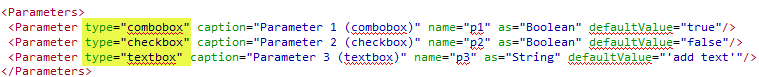 <Parameters>
<Parameter type="combobox" caption="Parameter 1 (combobox)" name="p1" as="Boolean" defaultValue="true"/>
<Parameter type="checkbox" caption="Parameter 2 (checkbox)" name="p2" as="Boolean" defaultValue="false"/>
<Parameter type="textbox" caption="Parameter 3 (textbox)" name="p3" as="String" defaultValue="'add text'"/>
</Parameters>